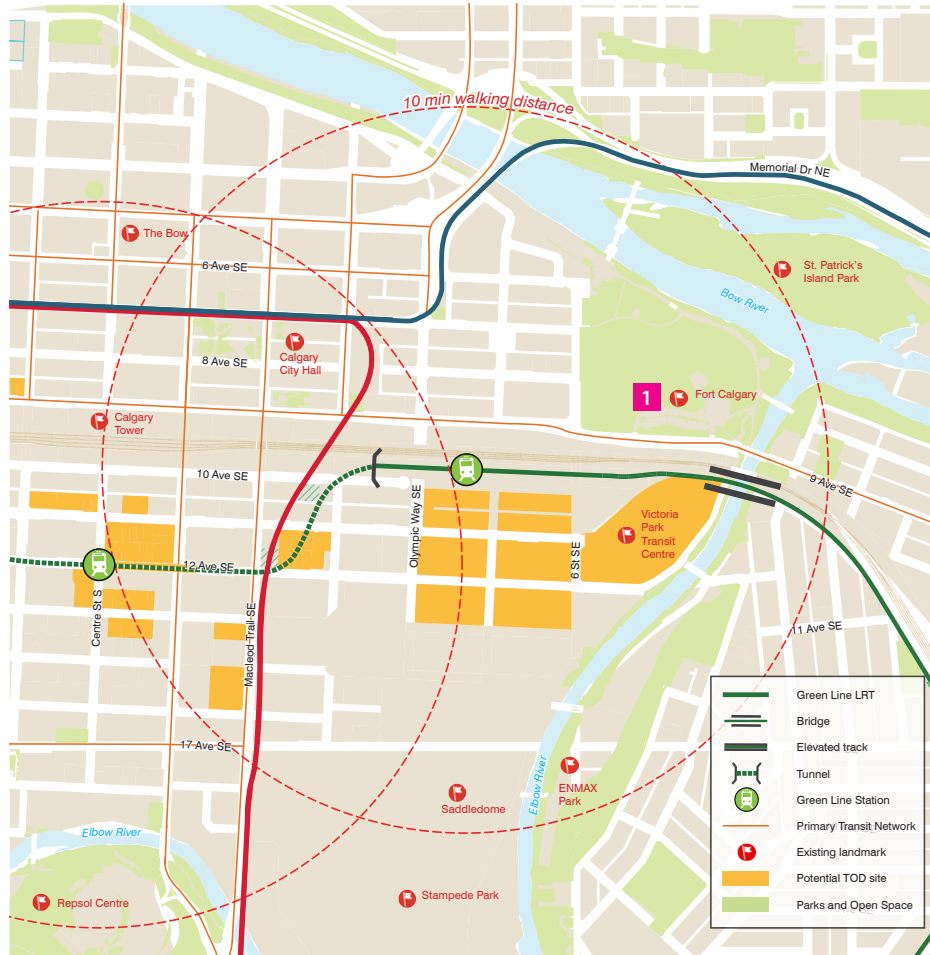 10 min walking distance
Memorial Dr NE
The Bow
6 Ave SE
St. Patrick's
Island Park
Bow River
8 Ave SE
Calgary
City Hall
1
Fort Calgary
Calgary
Tower
10 Ave SE
9 Ave SE
Olympic Way SE
Victoria
Park
Transit
Centre
6 St SE
12 Ave SE
Centre St S
Macleod Trail SE
11 Ave SE
17 Ave SE
Elbow River
ENMAX
Park
Saddledome
Elbow River
Repsol Centre
Stampede Park
Green Line LRT
Bridge
Elevated track
Tunnel
Green Line Station
Primary Transit Network
Existing landmark
Potential TOD site
Parks and Open Space